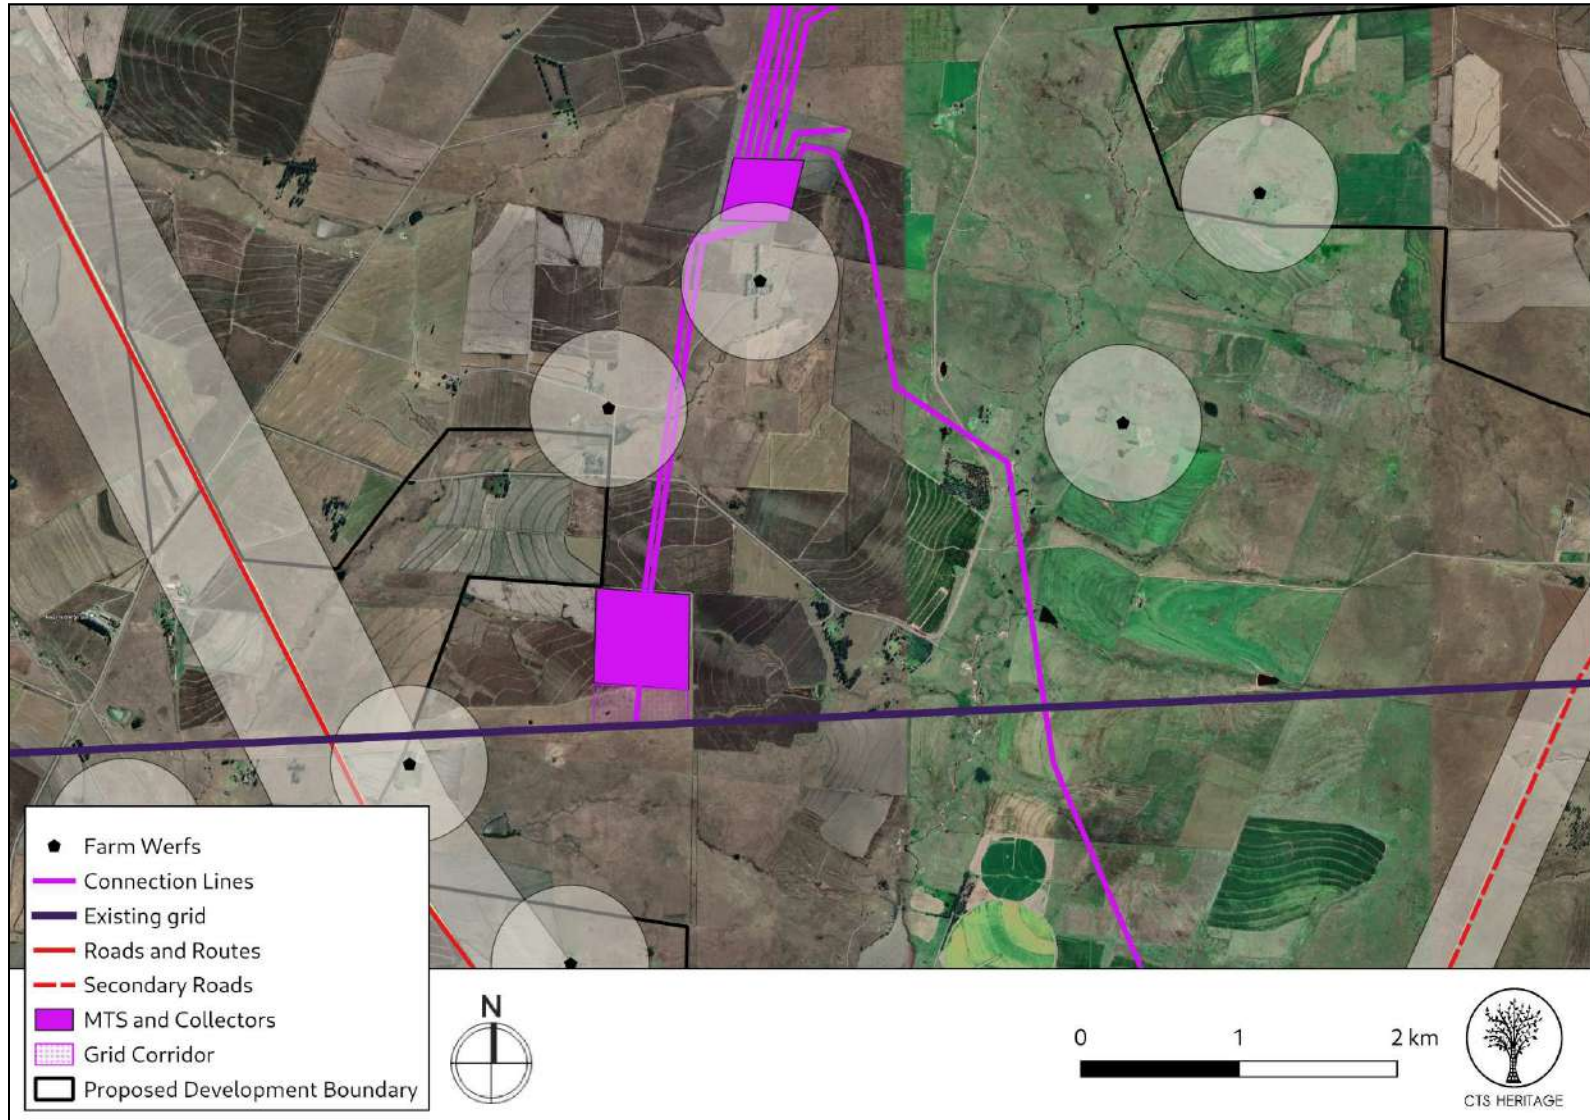 Farm Werfs
Connection Lines
Existing grid
Roads and Routes
Secondary Roads
MTS and Collectors
Grid Corridor
Proposed Development Boundary
N
0 1 2 km
CTS HERITAGE